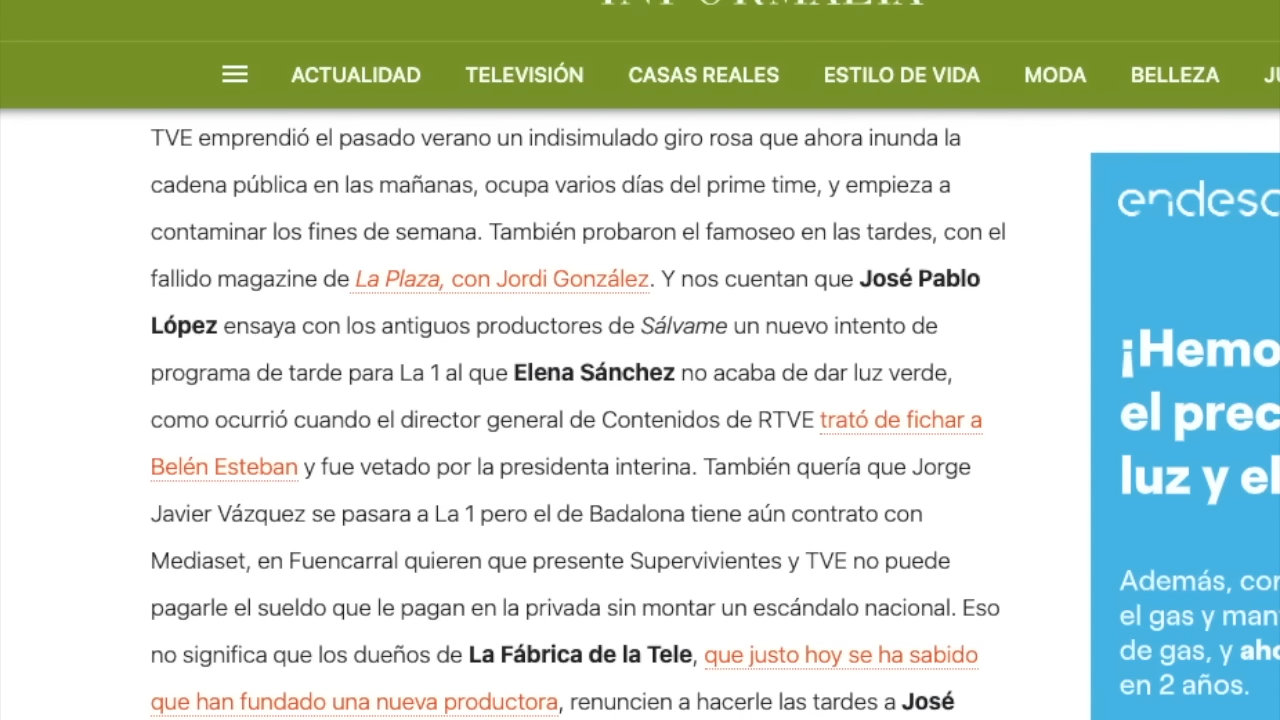 INFORMALIA
ACTUALIDAD TELEVISIÓN CASAS REALES ESTILO DE VIDA MODA BELLEZA
TVE emprendió el pasado verano un indisimulado giro rosa que ahora inunda la
cadena pública en las mañanas, ocupa varios días del prime time, y empieza a
contaminar los fines de semana. También probaron el famoseo en las tardes, con el
fallido magazine de La Plaza, con Jordi González. Y nos cuentan que José Pablo
López ensaya con los antiguos productores de Sálvame un nuevo intento de
programa de tarde para La 1 al que Elena Sánchez no acaba de dar luz verde,
como ocurrió cuando el director general de Contenidos de RTVE trató de fichar a
Belén Esteban y fue vetado por la presidenta interina. También quería que Jorge
Javier Vázquez se pasara a La 1 pero el de Badalona tiene aún contrato con
Mediaset, en Fuencarral quieren que presente Supervivientes y TVE no puede
pagarle el sueldo que le pagan en la privada sin montar un escándalo nacional. Eso
no significa que los dueños de La Fábrica de la Tele, que justo hoy se ha sabido
que han fundado una nueva productora, renuncien a hacerle las tardes a José
endesa
¡Hemo
el prec
luz y el
Además, con
el gas y man
de gas, y aho
en 2 años.